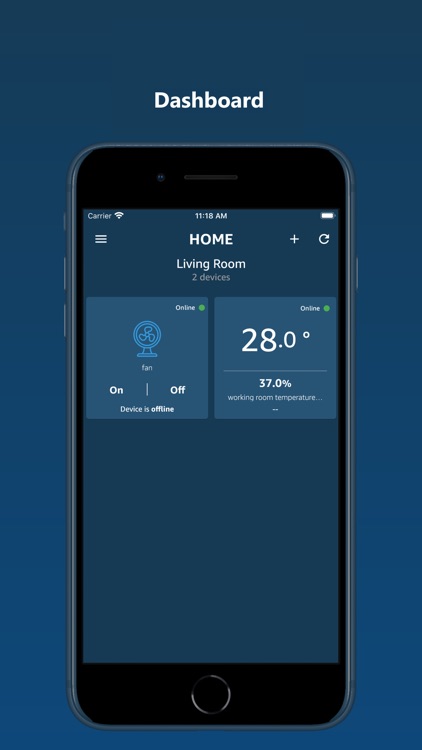 Dashboard
Carrier 11:18 AM
HOME
Living Room
2 devices
Online
fan
On Off
Device is offline
Online
28.0 °
37.0%
working room temperature...
--